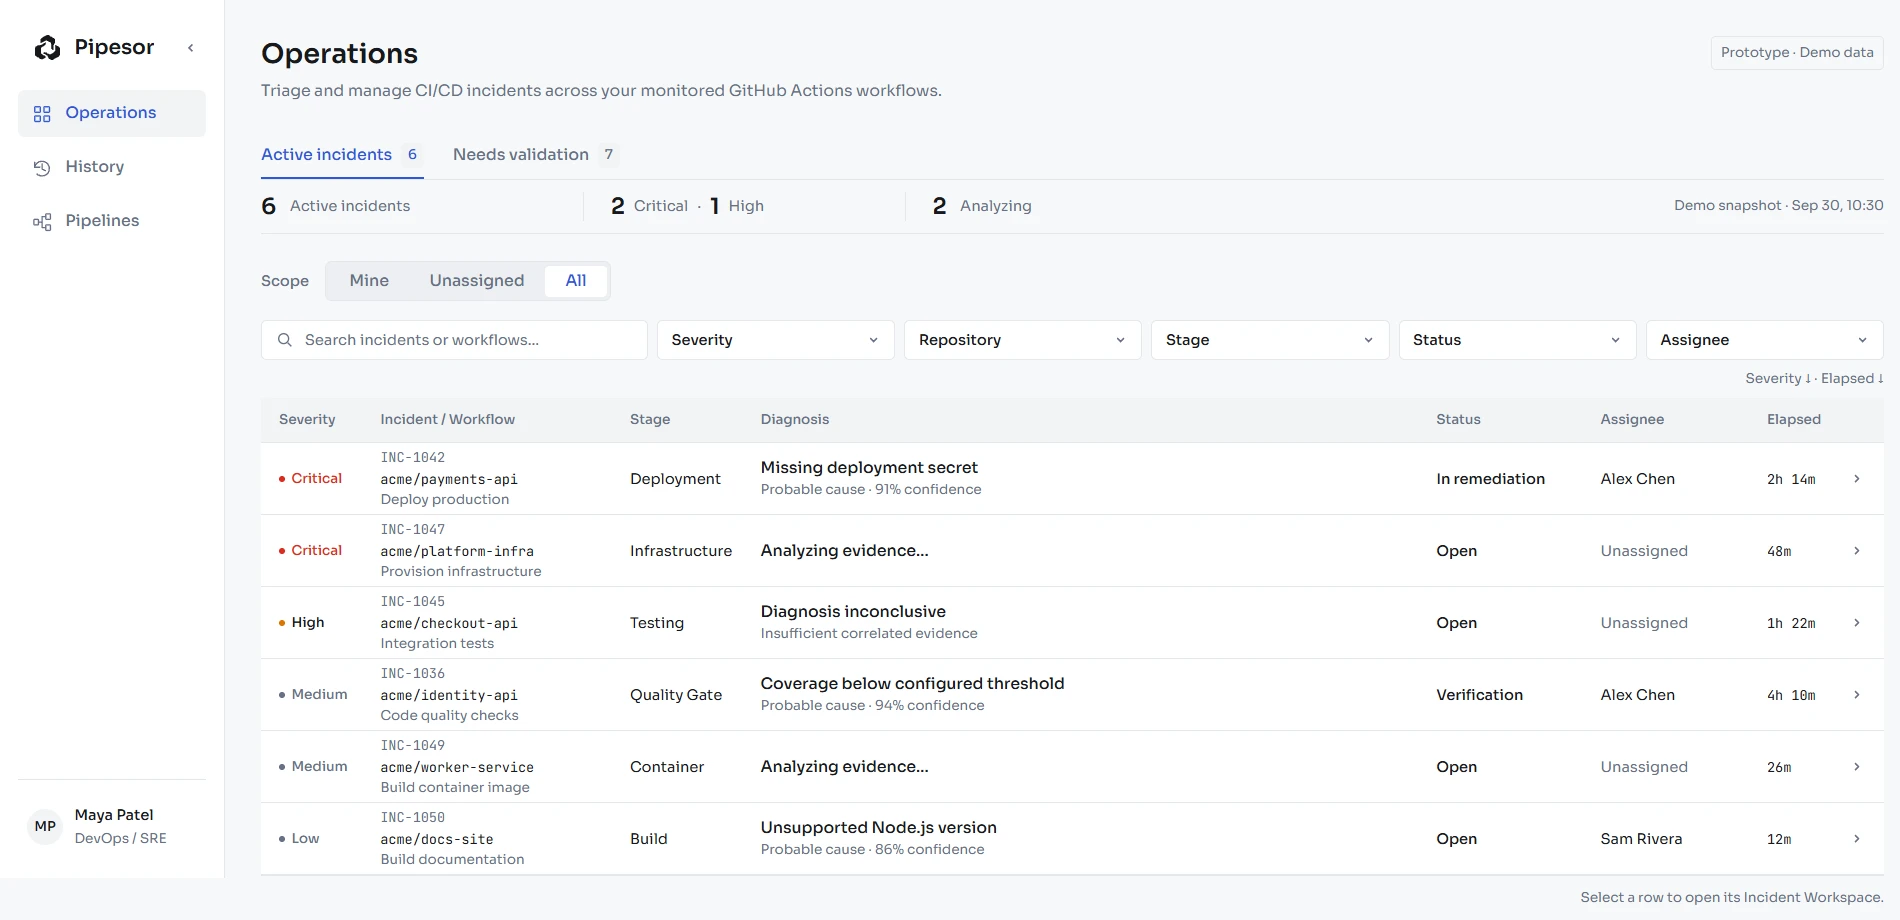 Pipesor
Operations
History
Pipelines
Maya Patel
MP
DevOps / SRE
Operations
Prototype · Demo data
Triage and manage CI/CD incidents across your monitored GitHub Actions workflows.
Active incidents 6 Needs validation 7
6 Active incidents 2 Critical · 1 High 2 Analyzing Demo snapshot · Sep 30, 10:30
Scope Mine Unassigned All
Search incidents or workflows... Severity Repository Stage Status Assignee
Severity ↓ · Elapsed ↓
Severity Incident / Workflow Stage Diagnosis Status Assignee Elapsed
INC-1042
Critical acme/payments-api Deployment Missing deployment secret In remediation Alex Chen 2h 14m
Deploy production Probable cause · 91% confidence
INC-1047
Critical acme/platform-infra Infrastructure Analyzing evidence... Open Unassigned 48m
Provision infrastructure
INC-1045
High acme/checkout-api Testing Diagnosis inconclusive Open Unassigned 1h 22m
Integration tests Insufficient correlated evidence
INC-1036
Medium acme/identity-api Quality Gate Coverage below configured threshold Verification Alex Chen 4h 10m
Code quality checks Probable cause · 94% confidence
INC-1049
Medium acme/worker-service Container Analyzing evidence... Open Unassigned 26m
Build container image
INC-1050
Low acme/docs-site Build Unsupported Node.js version Open Sam Rivera 12m
Build documentation Probable cause · 86% confidence
Select a row to open its Incident Workspace.